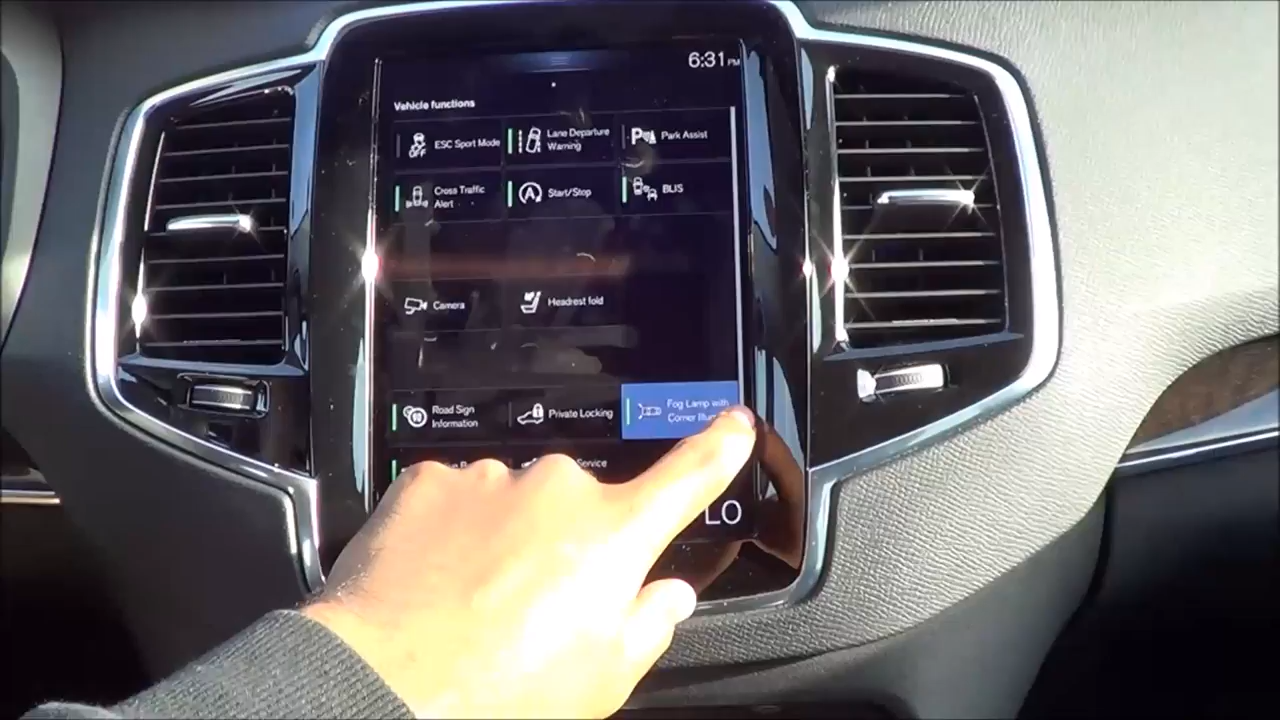 6:31 PM
Vehicle functions
ESC Sport Mode
OFF
Lane Departure
Warning
Park Assist
Cross Traffic
Alert
Start/Stop
BLIS
Camera
Headrest fold
Road Sign
Information
Private Locking
Fog Lamp with
Corner
Service
LO